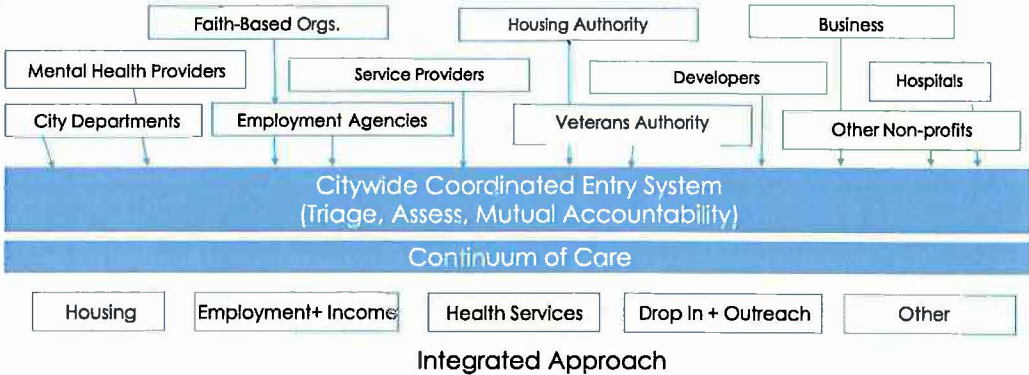 Faith-Based Orgs.
Housing Authority
Business
Mental Health Providers
Service Providers
Developers
Hospitals
City Departments
Employment Agencies
Veterans Authority
Other Non-profits
Citywide Coordinated Entry System
(Triage, Assess, Mutual Accountability)
Continuum of Care
Housing
Employment+ Income
Health Services
Drop In + Outreach
Other
Integrated Approach